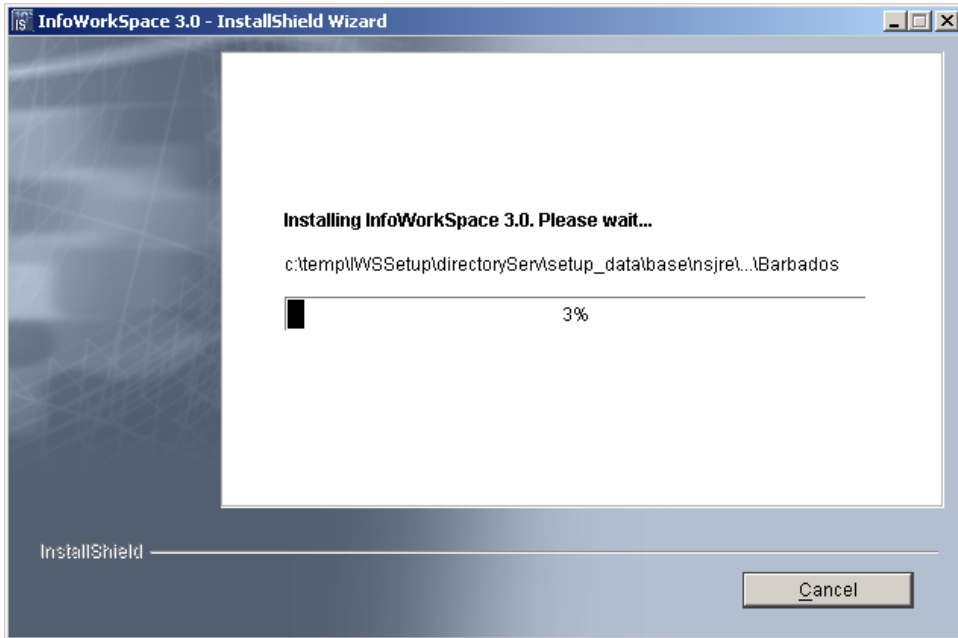 InfoWorkSpace 3.0 - InstallShield Wizard
Installing InfoWorkSpace 3.0. Please wait...
c:\temp\IWSSetup\directoryServ\setup_data\base\nsjre\...\Barbados
3%
InstallShield
Cancel